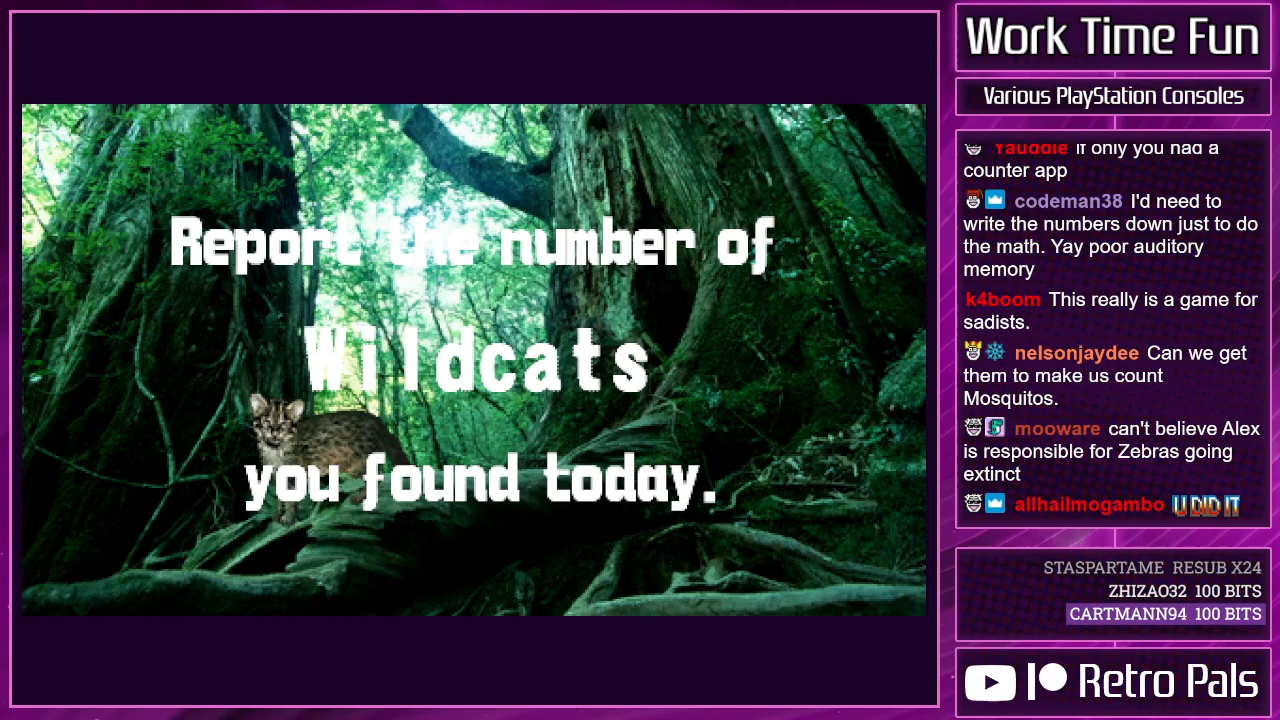 Report the number of
Wildcats
you found today.
Work Time Fun
Various PlayStation Consoles
Yauddie If only you had a
counter app
codeman38 I'd need to
write the numbers down just to do
the math. Yay poor auditory
memory
k4boom This really is a game for
sadists.
nelsonjaydee Can we get
them to make us count
Mosquitos.
mooware can't believe Alex
is responsible for Zebras going
extinct
allhailmogambo U DID IT
STASPARTAME RESUB X24
ZHIZAO32 100 BITS
CARTMANN94 100 BITS
Retro Pals